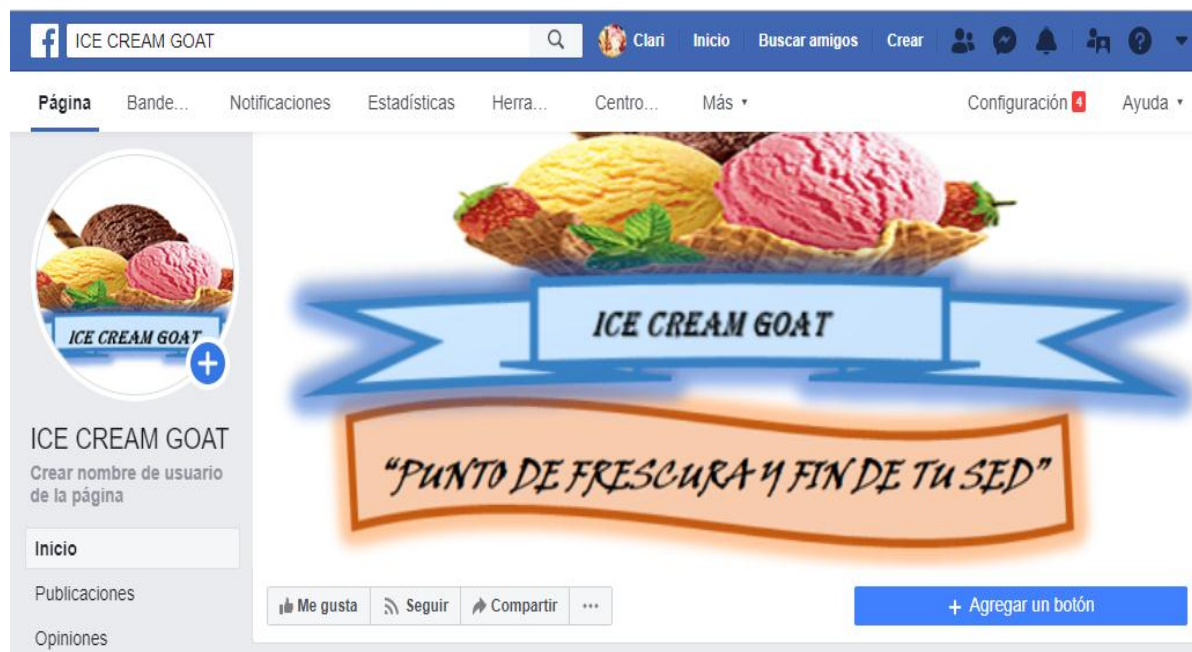 ICE CREAM GOAT
Clari Inicio Buscar amigos Crear
Página Bande... Notificaciones Estadísticas Herra... Centro... Más Configuración 4 Ayuda
ICE CREAM GOAT
ICE CREAM GOAT
Crear nombre de usuario
de la página
Inicio
Publicaciones
Opiniones
ICE CREAM GOAT
"PUNTO DE FRESCURA Y FIN DE TU SED"
Me gusta Seguir Compartir ...
+ Agregar un botón